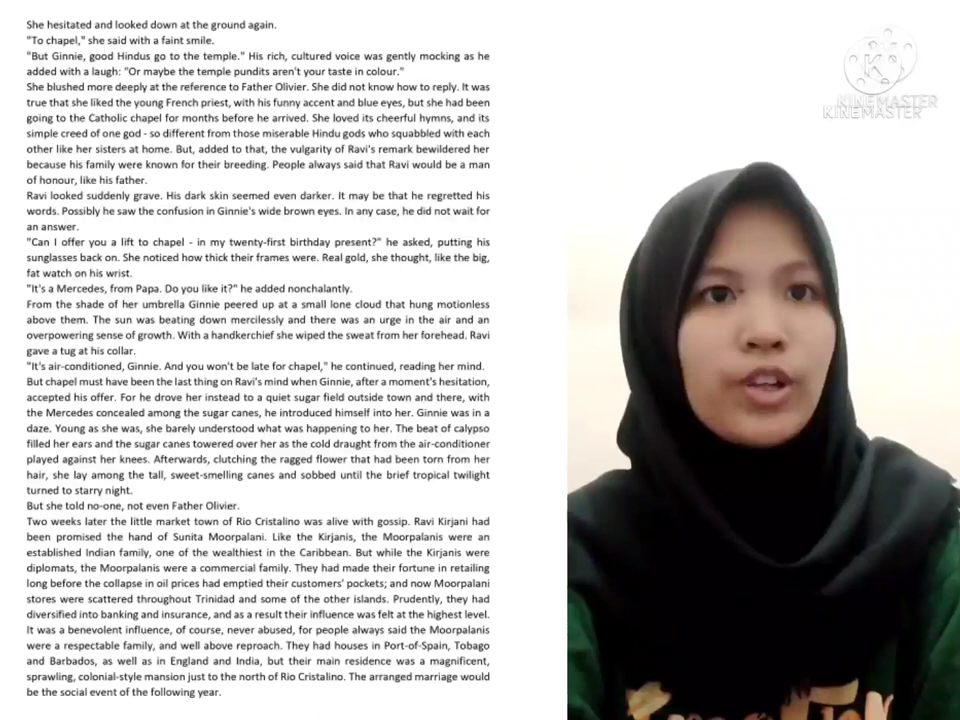 She hesitated and looked down at the ground again.
"To chapel," she said with a faint smile.
"But Ginnie, good Hindus go to the temple." His rich, cultured voice was gently mocking as he
added with a laugh: "Or maybe the temple pundits aren't your taste in colour."
She blushed more deeply at the reference to Father Olivier. She did not know how to reply. It was
true that she liked the young French priest, with his funny accent and blue eyes, but she had been
going to the Catholic chapel for months before he arrived. She loved its cheerful hymns, and its
simple creed of one god - so different from those miserable Hindu gods who squabbled with each
other like her sisters at home. But, added to that, the vulgarity of Ravi's remark bewildered her
because his family were known for their breeding. People always said that Ravi would be a man
of honour, like his father.
Ravi looked suddenly grave. His dark skin seemed even darker. It may be that he regretted his
words. Possibly he saw the confusion in Ginnie's wide brown eyes. In any case, he did not wait for
an answer.
"Can I offer you a lift to chapel - in my twenty-first birthday present?" he asked, putting his
sunglasses back on. She noticed how thick their frames were. Real gold, she thought, like the big,
fat watch on his wrist.
"It's a Mercedes, from Papa. Do you like it?" he added nonchalantly.
From the shade of her umbrella Ginnie peered up at a small lone cloud that hung motionless
above them. The sun was beating down mercilessly and there was an urge in the air and an
overpowering sense of growth. With a handkerchief she wiped the sweat from her forehead. Ravi
gave a tug at his collar.
"It's air-conditioned, Ginnie. And you won't be late for chapel," he continued, reading her mind.
But chapel must have been the last thing on Ravi's mind when Ginnie, after a moment's hesitation,
accepted his offer. For he drove her instead to a quiet sugar field outside town and there, with
the Mercedes concealed among the sugar canes, he introduced himself into her. Ginnie was in a
daze. Young as she was, she barely understood what was happening to her. The beat of calypso
filled her ears and the sugar canes towered over her as the cold draught from the air-conditioner
played against her knees. Afterwards, clutching the ragged flower that had been torn from her
hair, she lay among the tall, sweet-smelling canes and sobbed until the brief tropical twilight
turned to starry night.
But she told no-one, not even Father Olivier.
Two weeks later the little market town of Rio Cristalino was alive with gossip. Ravi Kirjani had
been promised the hand of Sunita Moorpalani. Like the Kirjanis, the Moorpalanis were an
established Indian family, one of the wealthiest in the Caribbean. But while the Kirjanis were
diplomats, the Moorpalanis were a commercial family. They had made their fortune in retailing
long before the collapse in oil prices had emptied their customers' pockets; and now Moorpalani
stores were scattered throughout Trinidad and some of the other islands. Prudently, they had
diversified into banking and insurance, and as a result their influence was felt at the highest level.
It was a benevolent influence, of course, never abused, for people always said the Moorpalanis
were a respectable family, and well above reproach. They had houses in Port-of-Spain, Tobago
and Barbados, as well as in England and India, but their main residence was a magnificent,
sprawling, colonial-style mansion just to the north of Rio Cristalino. The arranged marriage would
be the social event of the following year.
K
KINEMASTER
KINEMASTER